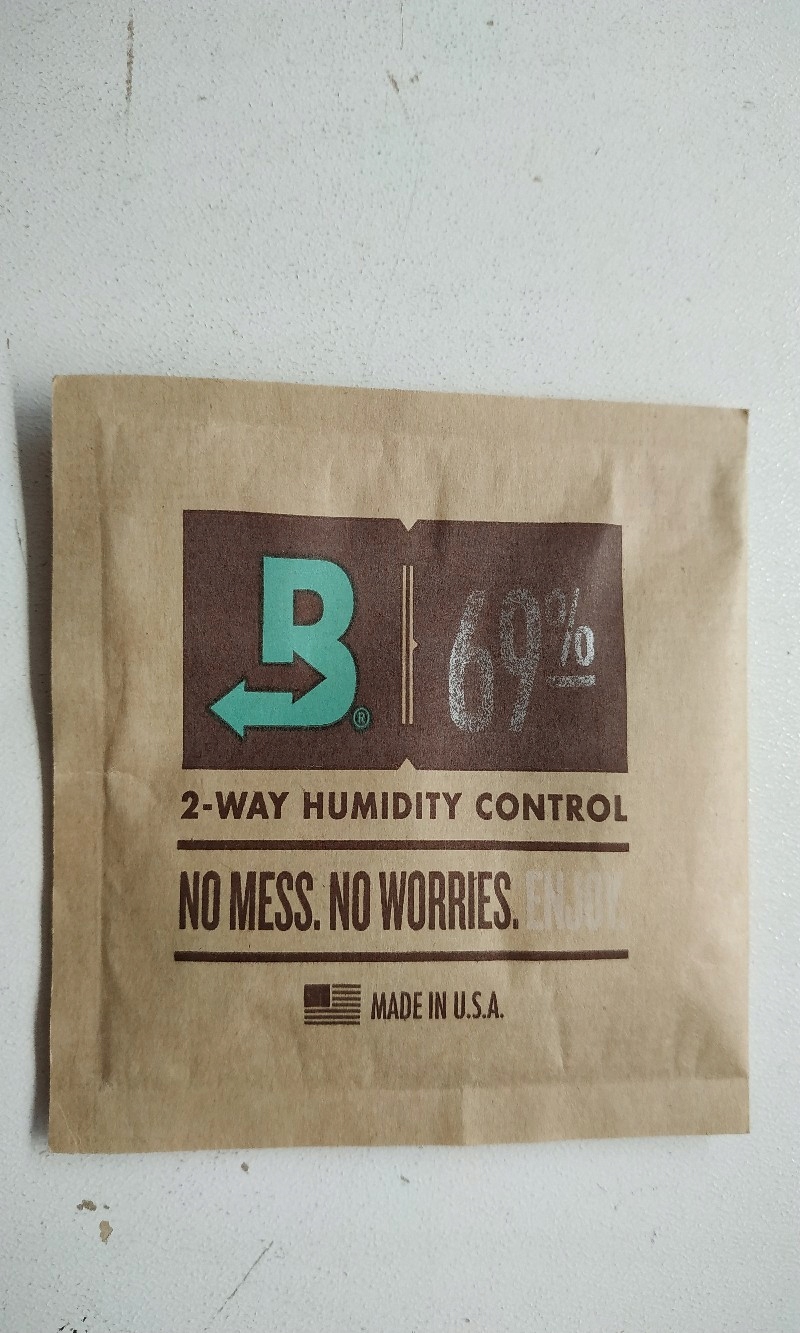 B®
69%
2-WAY HUMIDITY CONTROL
NO MESS. NO WORRIES. ENJOY.
MADE IN U.S.A.